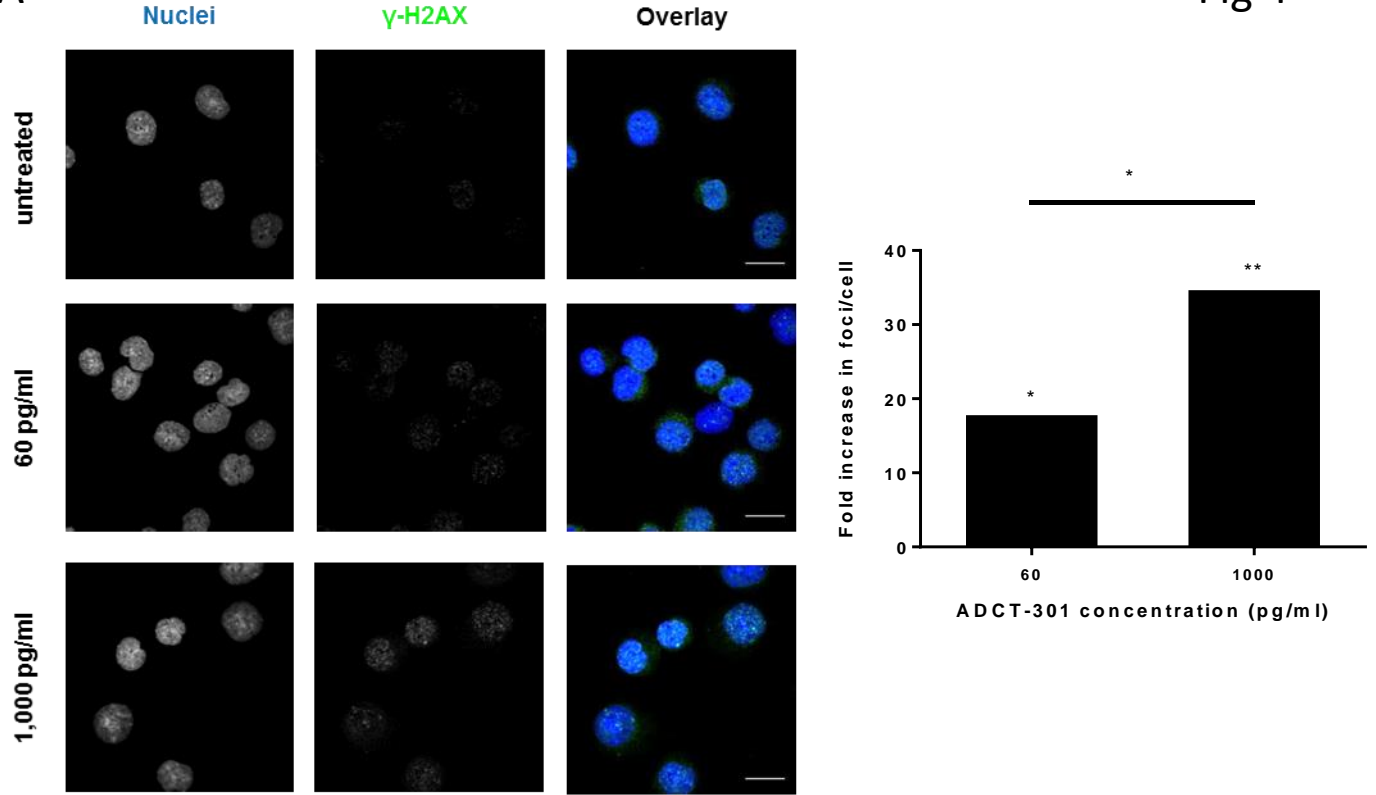 Nuclei
γ-H2AX
Overlay
untreated
60 pg/ml
1,000 pg/ml
*
**
*
Fold increase in foci/cell
40
30
20
10
0
60
1000
ADCT-301 concentration (pg/ml)